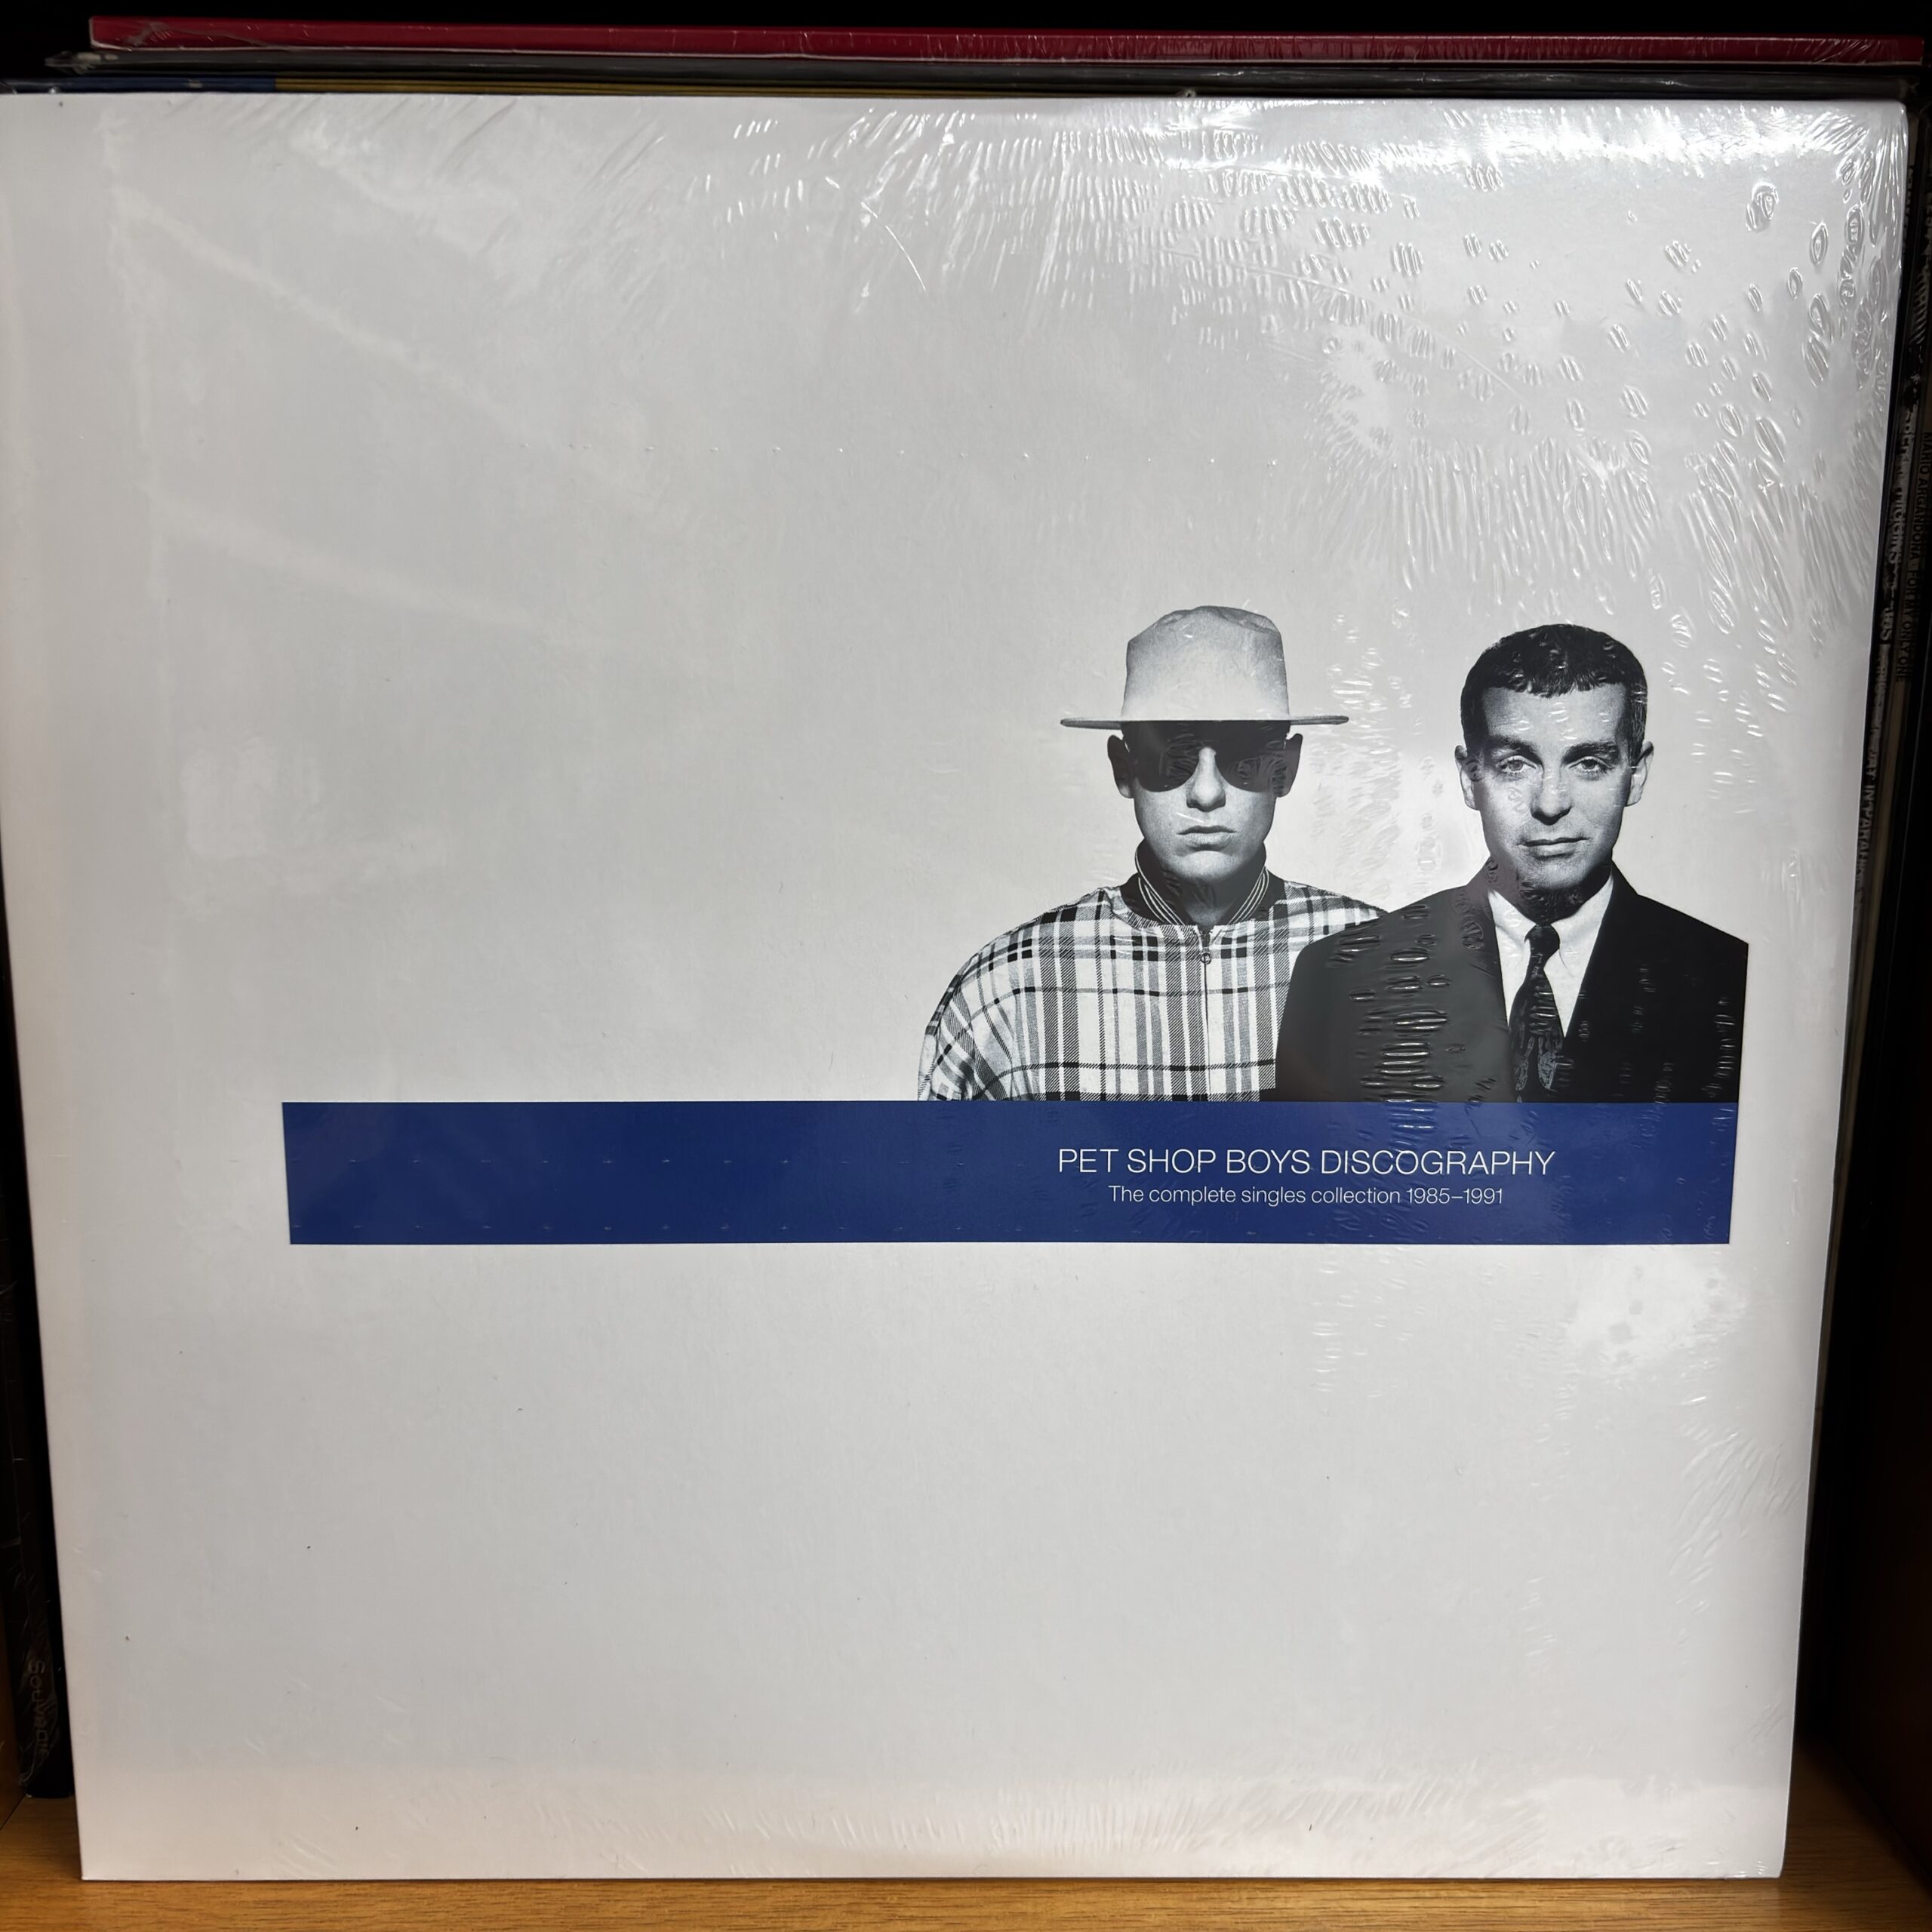 PET SHOP BOYS DISCOGRAPHY
The complete singles collection 1985–1991